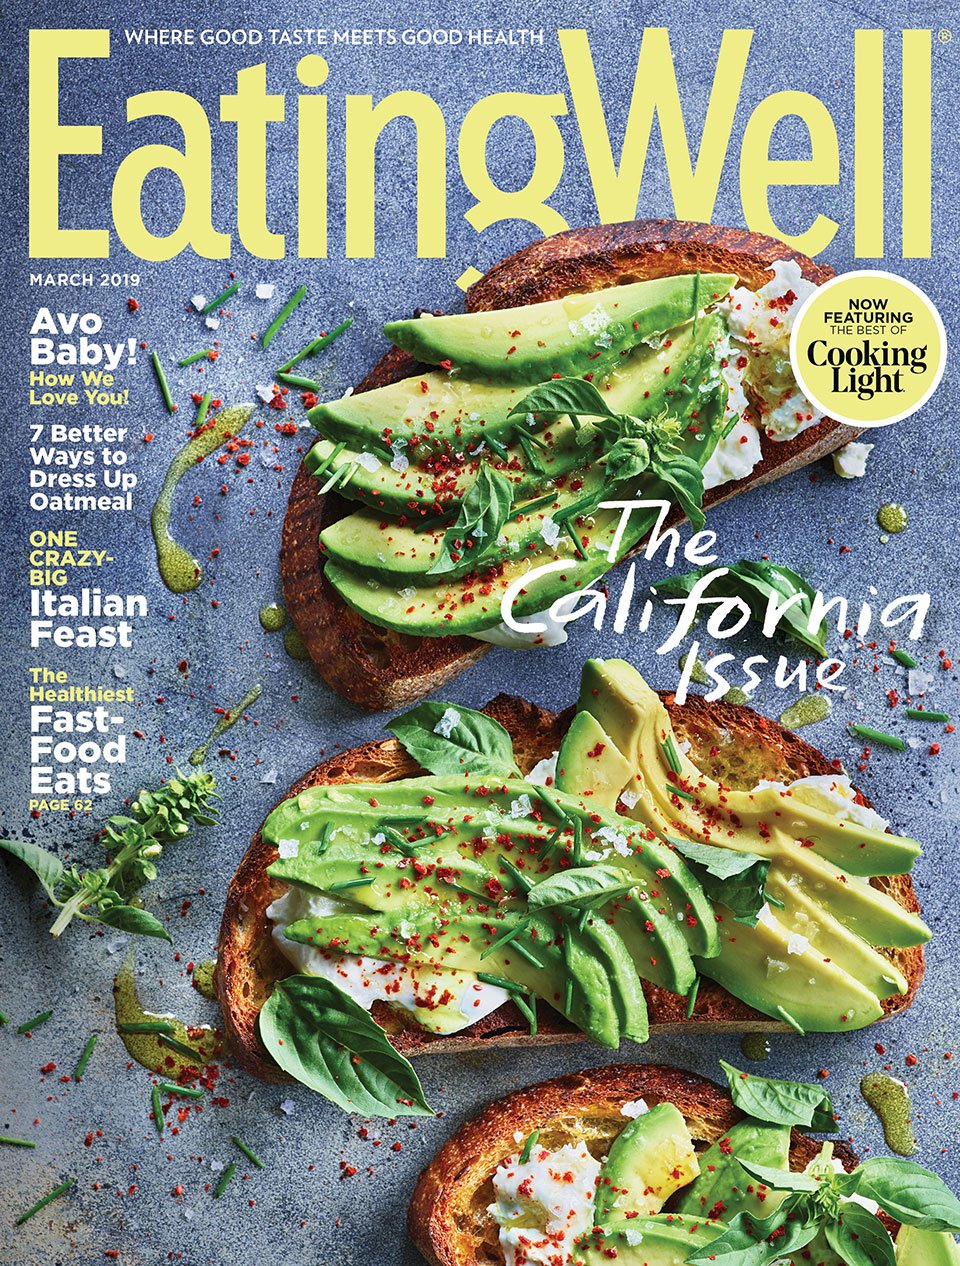 WHERE GOOD TASTE MEETS GOOD HEALTH
EatingWell®
MARCH 2019
Avo
Baby!
How We
Love You!
7 Better
Ways to
Dress Up
Oatmeal
ONE
CRAZY-
BIG
Italian
Feast
The
Healthiest
Fast-
Food
Eats
PAGE 62
NOW
FEATURING
THE BEST OF
Cooking
Light
The
California
Issue